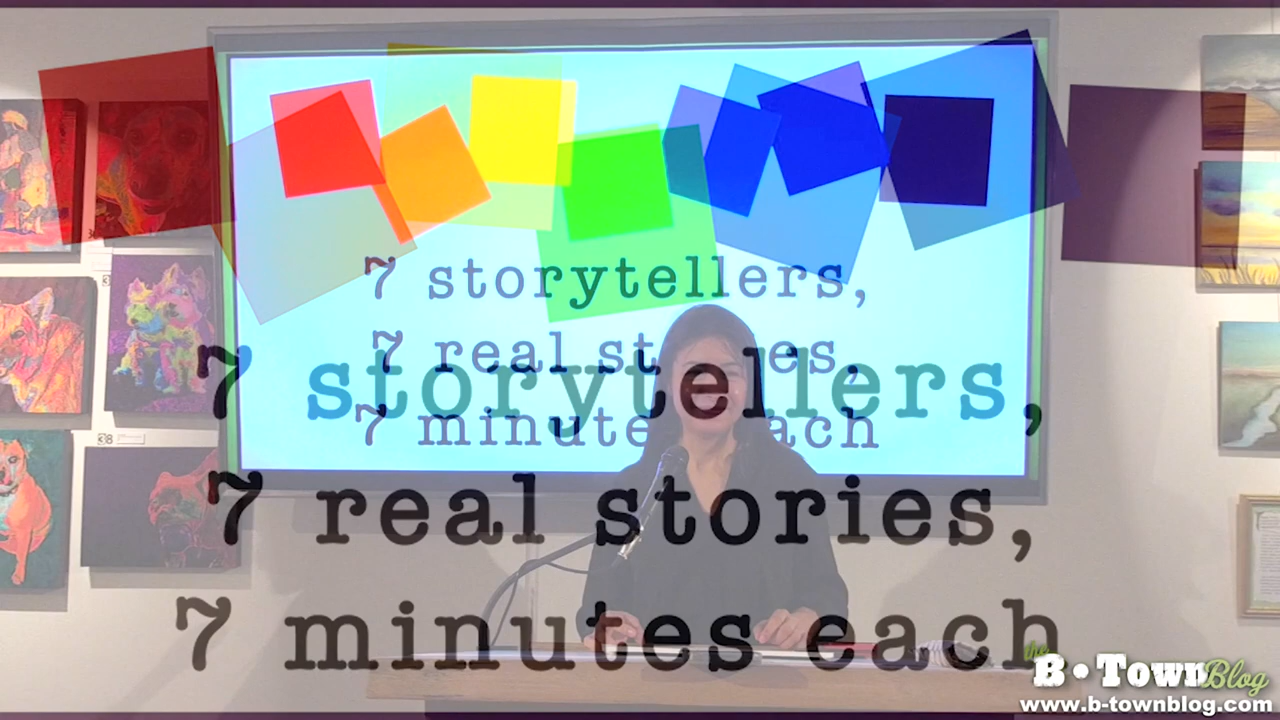 7 storytellers,
7 real stories,
7 minutes each
7 storytellers,
7 real stories,
7 minutes each
38
the
B•Town Blog
www.b-townblog.com